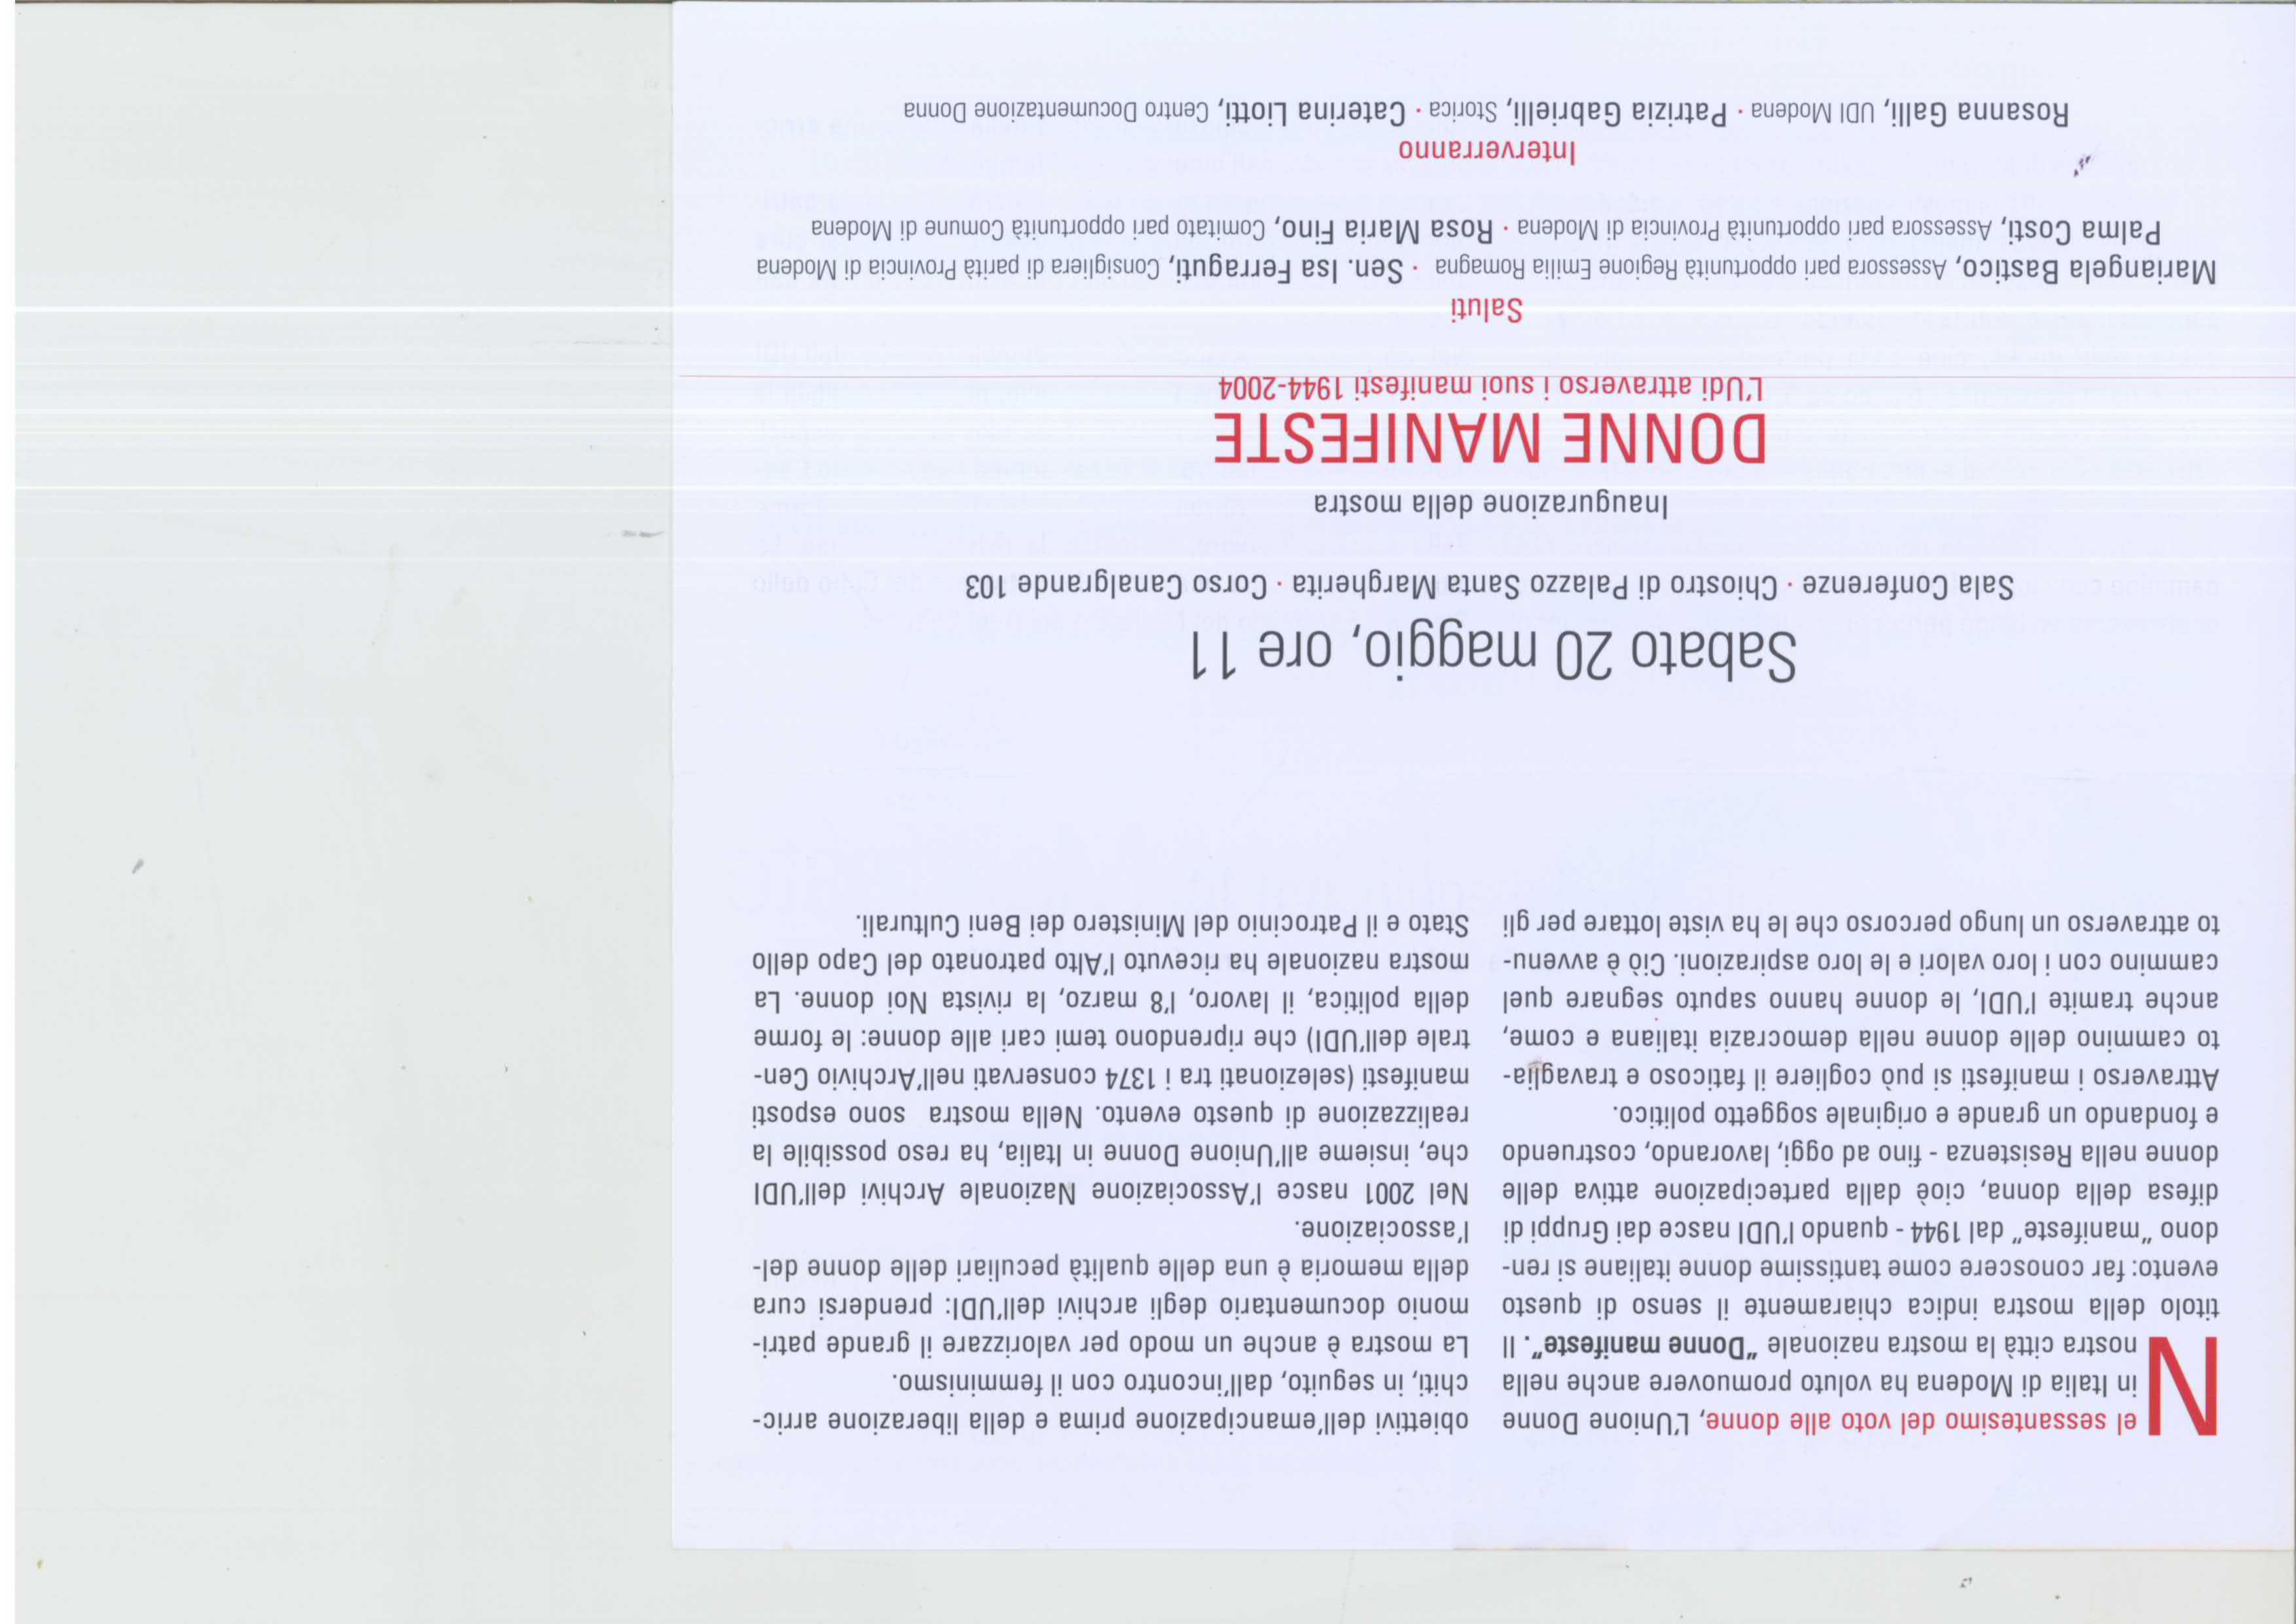 Nel sessantesimo del voto alle donne, L'Unione Donne
in Italia di Modena ha voluto promuovere anche nella
nostra città la mostra nazionale "Donne manifeste". Il
titolo della mostra indica chiaramente il senso di questo
evento: far conoscere come tantissime donne italiane si ren-
dono "manifeste" dal 1944 - quando l'UDI nasce dai Gruppi di
difesa della donna, cioè dalla partecipazione attiva delle
donne nella Resistenza - fino ad oggi, lavorando, costruendo
e fondando un grande e originale soggetto politico.
Attraverso i manifesti si può cogliere il faticoso e travaglia-
to cammino delle donne nella democrazia italiana e come,
anche tramite l'UDI, le donne hanno saputo segnare quel
cammino con i loro valori e le loro aspirazioni. Ciò è avvenu-
to attraverso un lungo percorso che le ha viste lottare per gli
obiettivi dell'emancipazione prima e della liberazione arric-
chiti, in seguito, dall'incontro con il femminismo.
La mostra è anche un modo per valorizzare il grande patri-
monio documentario degli archivi dell'UDI: prendersi cura
della memoria è una delle qualità peculiari delle donne del-
l'associazione.
Nel 2001 nasce l'Associazione Nazionale Archivi dell'UDI
che, insieme all'Unione Donne in Italia, ha reso possibile la
realizzazione di questo evento. Nella mostra sono esposti
manifesti (selezionati tra i 1374 conservati nell'Archivio Cen-
trale dell'UDI) che riprendono temi cari alle donne: le forme
della politica, il lavoro, l'8 marzo, la rivista Noi donne. La
mostra nazionale ha ricevuto l'Alto patronato del Capo dello
Stato e il Patrocinio del Ministero dei Beni Culturali.
Sabato 20 maggio, ore 11
Sala Conferenze · Chiostro di Palazzo Santa Margherita · Corso Canalgrande 103
Inaugurazione della mostra
DONNE MANIFESTE
L'Udi attraverso i suoi manifesti 1944-2004
Saluti
Mariangela Bastico, Assessora pari opportunità Regione Emilia Romagna · Sen. Isa Ferraguti, Consigliera di parità Provincia di Modena
Palma Costi, Assessora pari opportunità Provincia di Modena · Rosa Maria Fino, Comitato pari opportunità Comune di Modena
Interverranno
Rosanna Galli, UDI Modena · Patrizia Gabrielli, Storica · Caterina Liotti, Centro Documentazione Donna